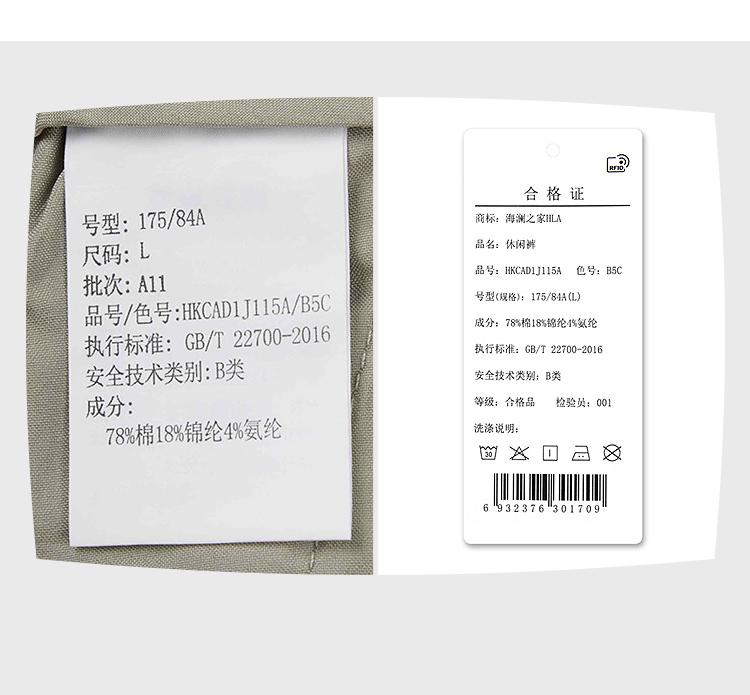 号型: 175/84A
尺码: L
批次: A11
品号/色号:HKCAD1J115A/B5C
执行标准: GB/T 22700-2016
安全技术类别:B类
成分:
78%棉18%锦纶4%氨纶
RFID
合格证
商标: 海澜之家HLA
品名: 休闲裤
品号: HKCAD1J115A 色号: B5C
号型(规格): 175/84A(L)
成分: 78%棉18%锦纶4%氨纶
执行标准: GB/T 22700-2016
安全技术类别: B类
等级: 合格品 检验员: 001
洗涤说明:
30
6 932376 301709